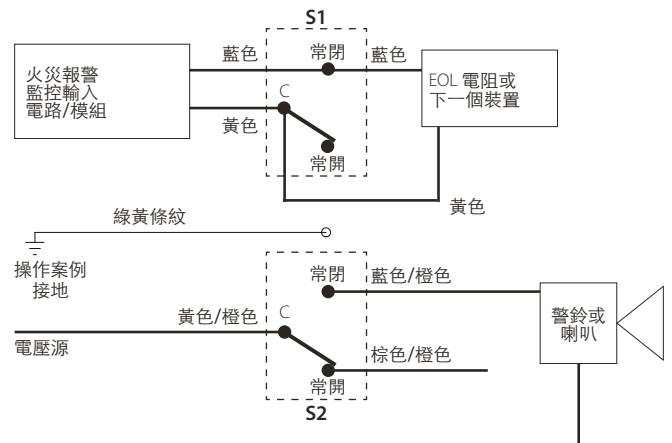 S1
藍色
常閉
藍色
火災報警
監控輸入
電路/模組
C
黃色
常開
EOL 電阻或
下一個裝置
黃色
綠黃條紋
操作案例
接地
常閉
藍色/橙色
黃色/橙色
C
警鈴或
喇叭
電壓源
棕色/橙色
常開
S2